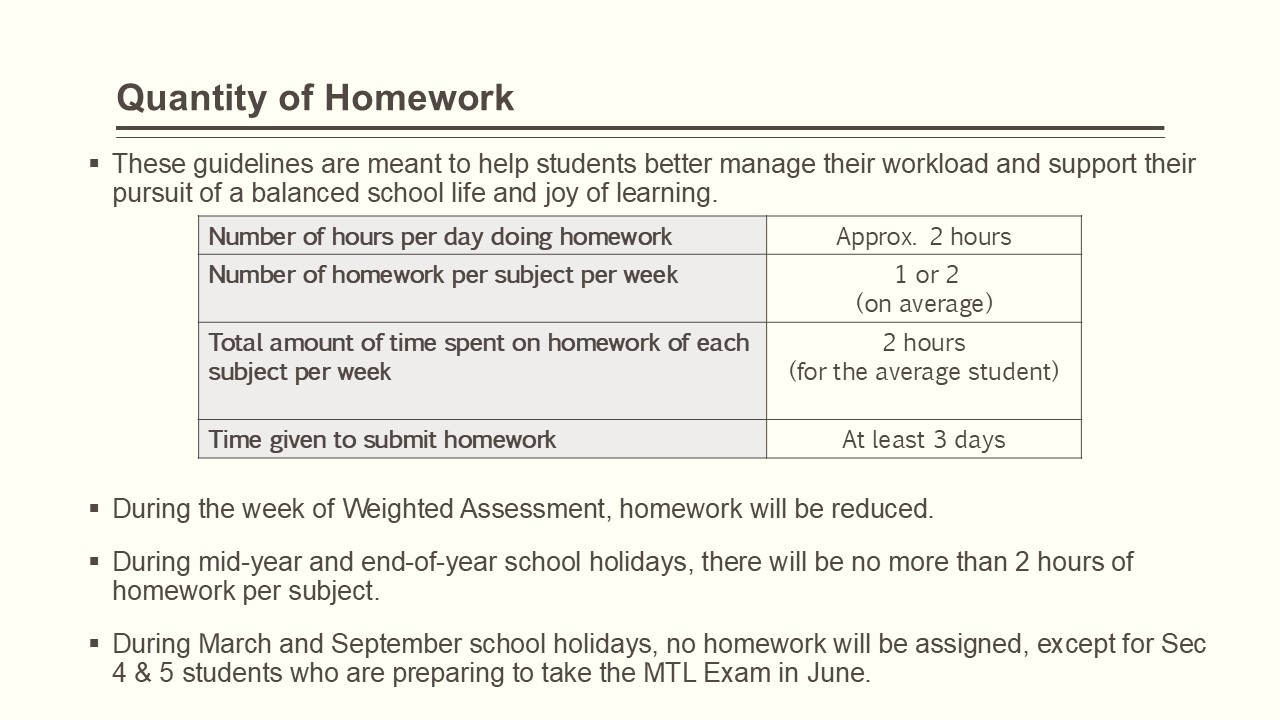 Quantity of Homework
▪ These guidelines are meant to help students better manage their workload and support their
pursuit of a balanced school life and joy of learning.
Number of hours per day doing homework
Approx. 2 hours
Number of homework per subject per week
1 or 2
(on average)
Total amount of time spent on homework of each
subject per week
2 hours
(for the average student)
Time given to submit homework
At least 3 days
▪ During the week of Weighted Assessment, homework will be reduced.
▪ During mid-year and end-of-year school holidays, there will be no more than 2 hours of
homework per subject.
▪ During March and September school holidays, no homework will be assigned, except for Sec
4 & 5 students who are preparing to take the MTL Exam in June.